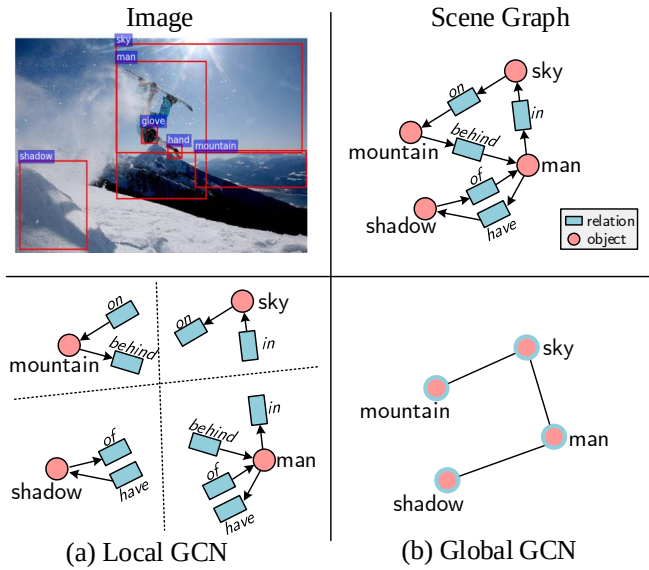 Image
sky
man
glove
hand
mountain
shadow
Scene Graph
sky
on
in
behind
mountain
man
of
shadow
have
relation
object
on
behind
mountain
sky
on
in
of
shadow
have
in
behind
of
man
have
(a) Local GCN
sky
mountain
man
shadow
(b) Global GCN